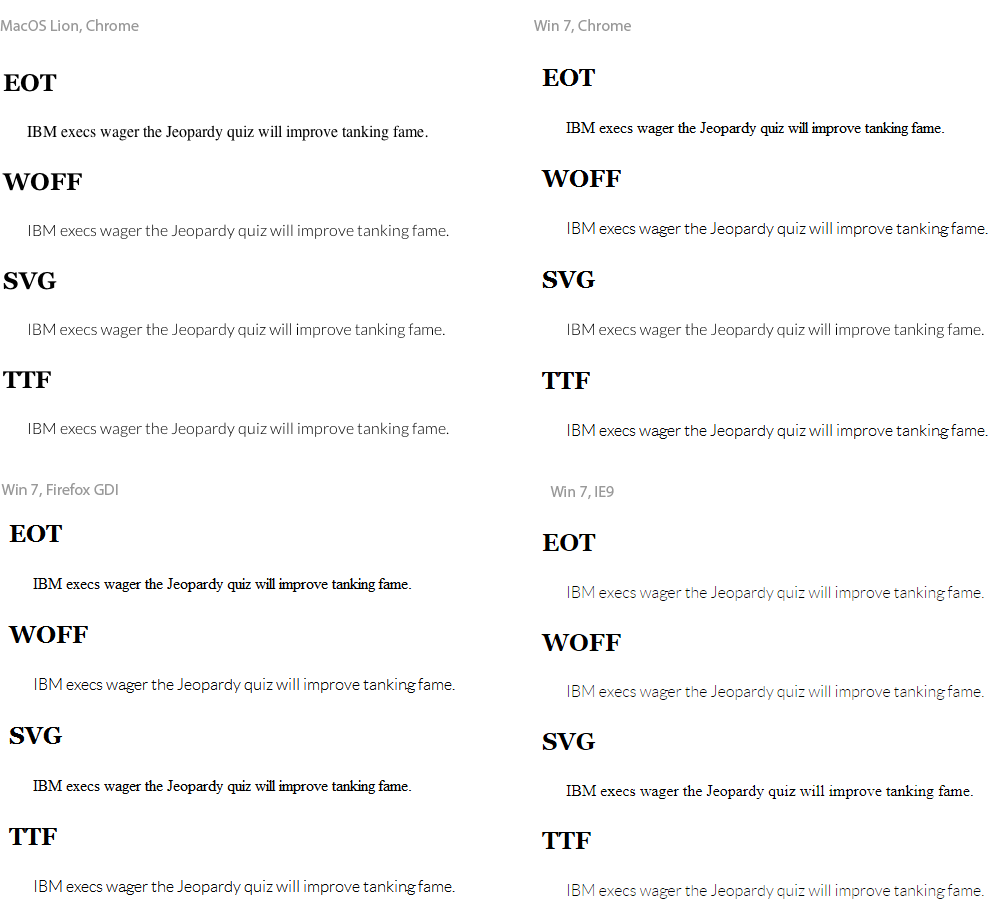 MacOS Lion, Chrome
EOT
IBM execs wager the Jeopardy quiz will improve tanking fame.
WOFF
IBM execs wager the Jeopardy quiz will improve tanking fame.
SVG
IBM execs wager the Jeopardy quiz will improve tanking fame.
TTF
IBM execs wager the Jeopardy quiz will improve tanking fame.
Win 7, Chrome
EOT
IBM execs wager the Jeopardy quiz will improve tanking fame.
WOFF
IBM execs wager the Jeopardy quiz will improve tanking fame.
SVG
IBM execs wager the Jeopardy quiz will improve tanking fame.
TTF
IBM execs wager the Jeopardy quiz will improve tanking fame.
Win 7, Firefox GDI
EOT
IBM execs wager the Jeopardy quiz will improve tanking fame.
WOFF
IBM execs wager the Jeopardy quiz will improve tanking fame.
SVG
IBM execs wager the Jeopardy quiz will improve tanking fame.
TTF
IBM execs wager the Jeopardy quiz will improve tanking fame.
Win 7, IE9
EOT
IBM execs wager the Jeopardy quiz will improve tanking fame.
WOFF
IBM execs wager the Jeopardy quiz will improve tanking fame.
SVG
IBM execs wager the Jeopardy quiz will improve tanking fame.
TTF
IBM execs wager the Jeopardy quiz will improve tanking fame.